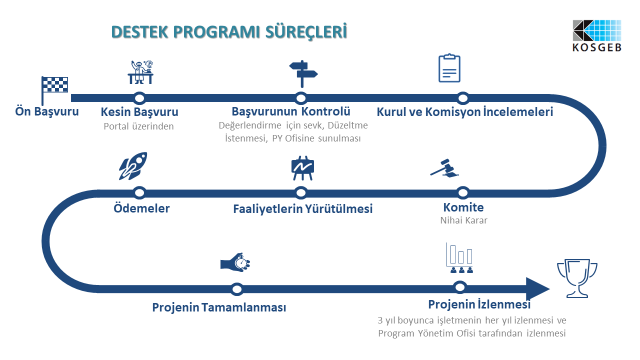 DESTEK PROGRAMI SÜREÇLERİ
KOSGEB
Ön Başvuru
Kesin Başvuru
Portal üzerinden
Başvurunun Kontrolü
Değerlendirme için sevk, Düzeltme
İstenmesi, PY Ofisine sunulması
Kurul ve Komisyon İncelemeleri
Komite
Nihai Karar
Faaliyetlerin Yürütülmesi
Ödemeler
Projenin Tamamlanması
Projenin İzlenmesi
3 yıl boyunca işletmenin her yıl izlenmesi ve
Program Yönetim Ofisi tarafından izlenmesi